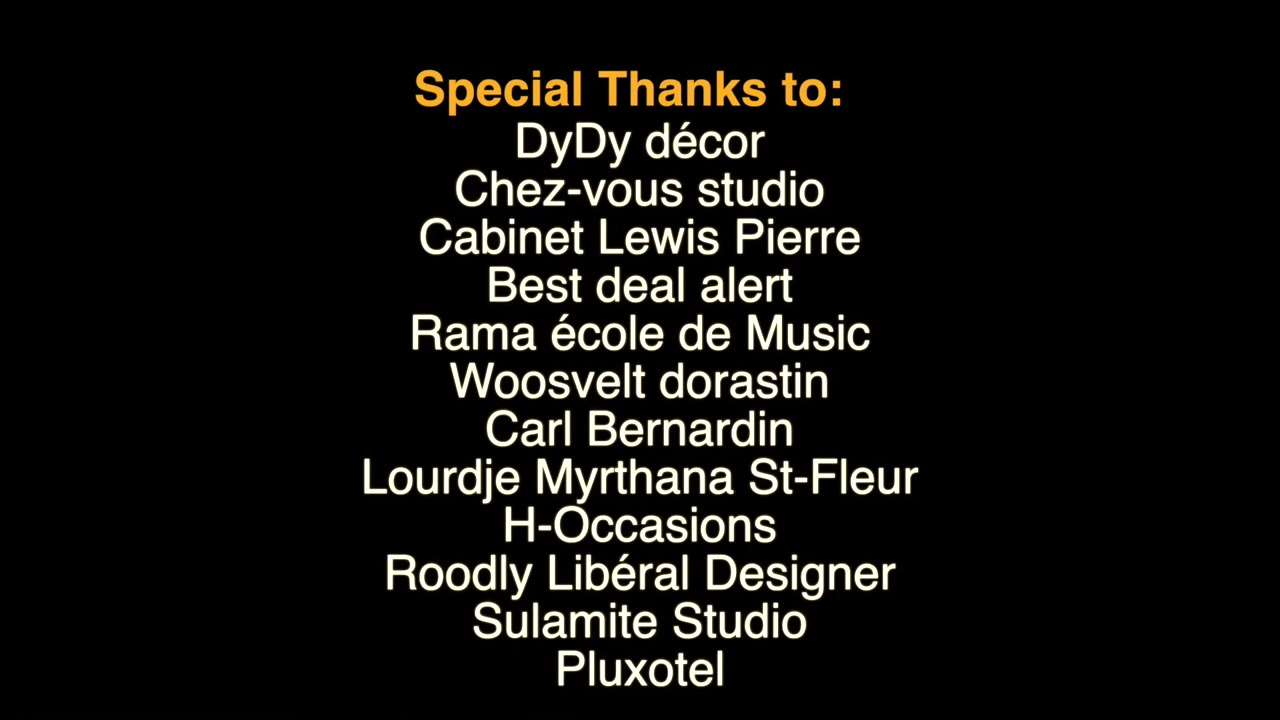 Special Thanks to:
DyDy décor
Chez-vous studio
Cabinet Lewis Pierre
Best deal alert
Rama école de Music
Woosvelt dorastin
Carl Bernardin
Lourdje Myrthana St-Fleur
H-Occasions
Roodly Libéral Designer
Sulamite Studio
Pluxotel